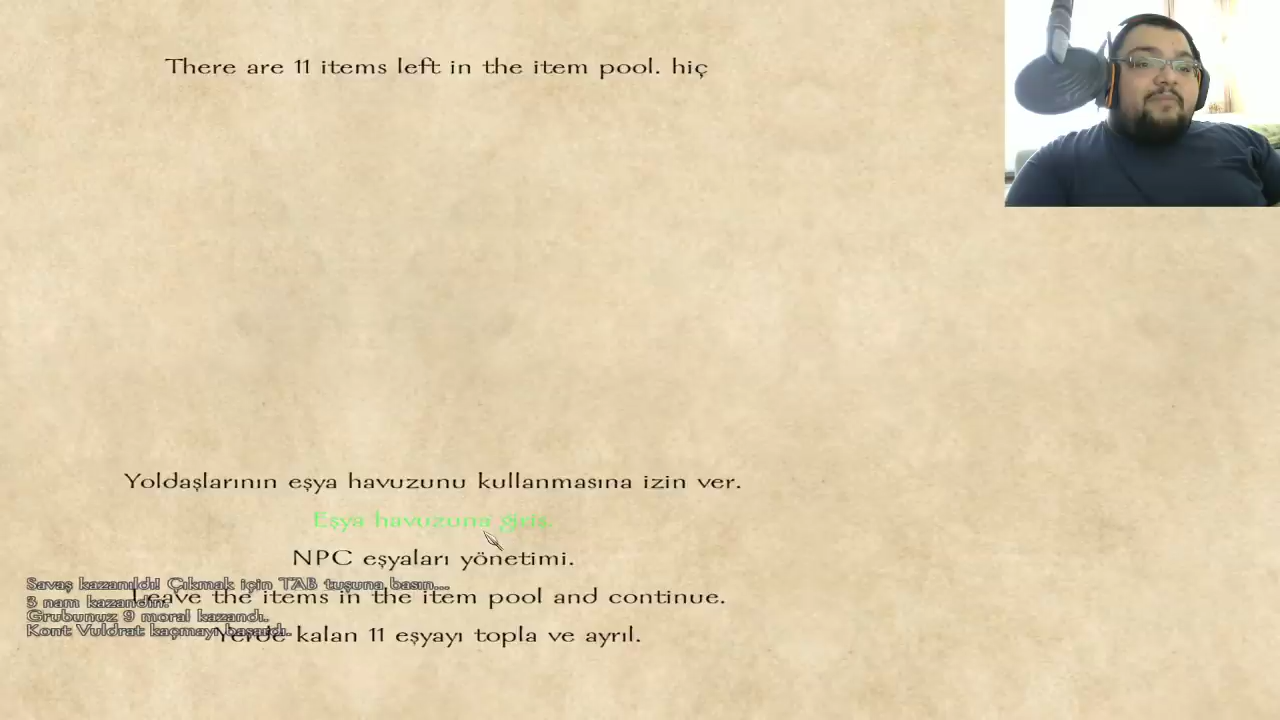 There are 11 items left in the item pool. hiç
Yoldaşlarının eşya havuzunu kullanmasına izin ver.
Eşya havuzuna giriş.
NPC eşyaları yönetimi.
Savaş kazanıldı! Çıkmak için TAB tuşuna basın...
Leave the items in the item pool and continue.
3 nam kazandın.
Grubunuz 9 moral kazandı.
Kont Vuldrat kaçmayı başardı.
Yerde kalan 11 eşyayı topla ve ayrıl.